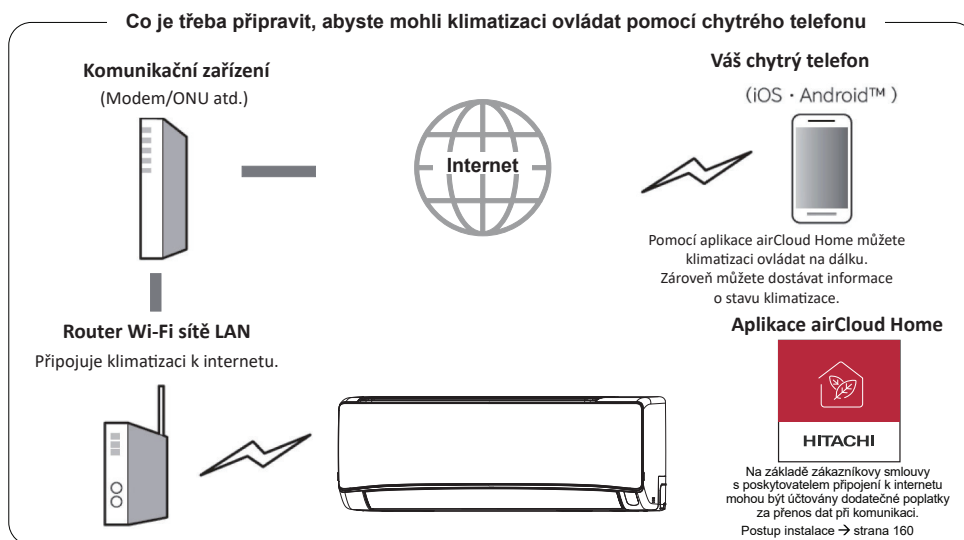 Co je třeba připravit, abyste mohli klimatizaci ovládat pomocí chytrého telefonu
Komunikační zařízení
(Modem/ONU atd.)
Internet
Váš chytrý telefon
(iOS・Android™)
Pomocí aplikace airCloud Home můžete
klimatizaci ovládat na dálku.
Zároveň můžete dostávat informace
o stavu klimatizace.
Router Wi-Fi sítě LAN
Připojuje klimatizaci k internetu.
Aplikace airCloud Home
HITACHI
Na základě zákazníkovy smlouvy
s poskytovatelem připojení k internetu
mohou být účtovány dodatečné poplatky
za přenos dat při komunikaci.
Postup instalace → strana 160